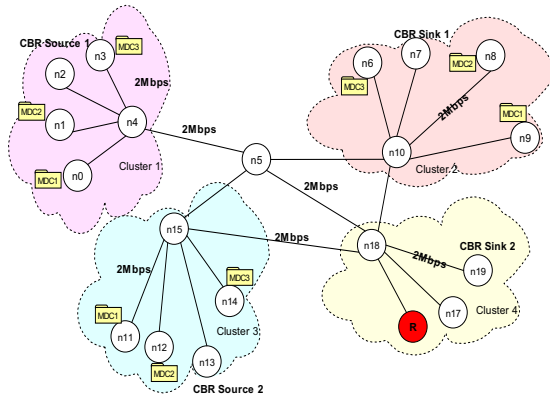 CBR Source 1
n3
MDC3
n2
2Mbps
MDC2
n1
n4
2Mbps
Cluster 1
MDC1
n0
CBR Sink 1
n6
MDC3
n7
MDC2
n8
2Mbps
MDC1
n9
n10
Cluster 2
n5
2Mbps
n15
2Mbps
2Mbps
MDC3
MDC1
n14
n11
n12
Cluster 3
MDC2
n13
CBR Source 2
n18
CBR Sink 2
2Mbps
n19
n17
Cluster 4
R